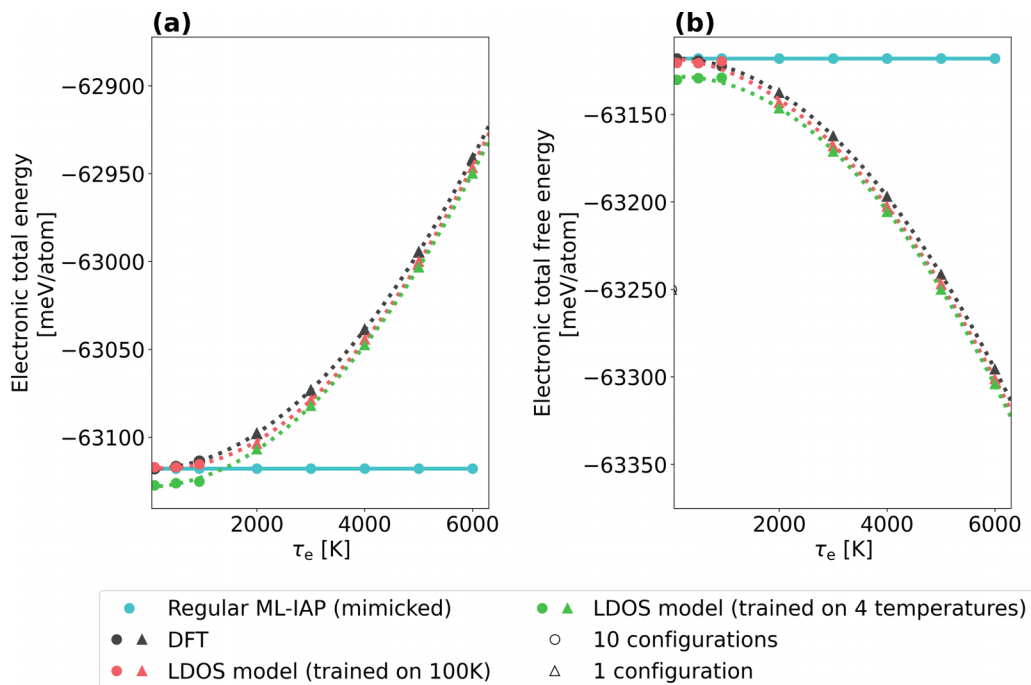 (a)
Electronic total energy
[meV/atom]
−62900
−62950
−63000
−63050
−63100
2000
4000
6000
τe [K]
(b)
Electronic total free energy
[meV/atom]
−63150
−63200
−63250
−63300
−63350
2000
4000
6000
τe [K]
Regular ML-IAP (mimicked)
DFT
LDOS model (trained on 100K)
LDOS model (trained on 4 temperatures)
10 configurations
1 configuration